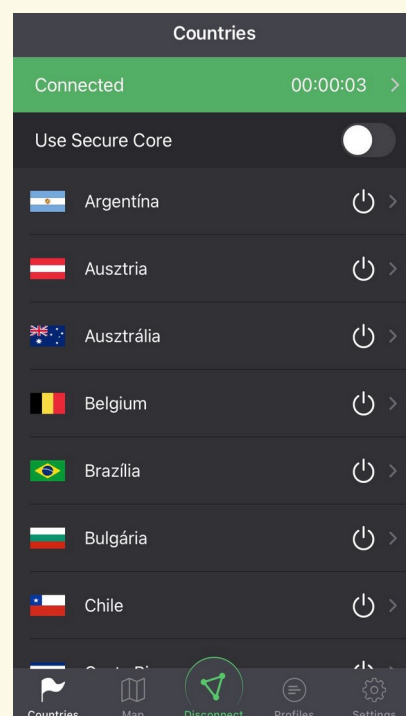 Countries
Connected 00:00:03
Use Secure Core
Argentína
Ausztria
Ausztrália
Belgium
Brazília
Bulgária
Chile
Countries Map Disconnect Profiles Settings